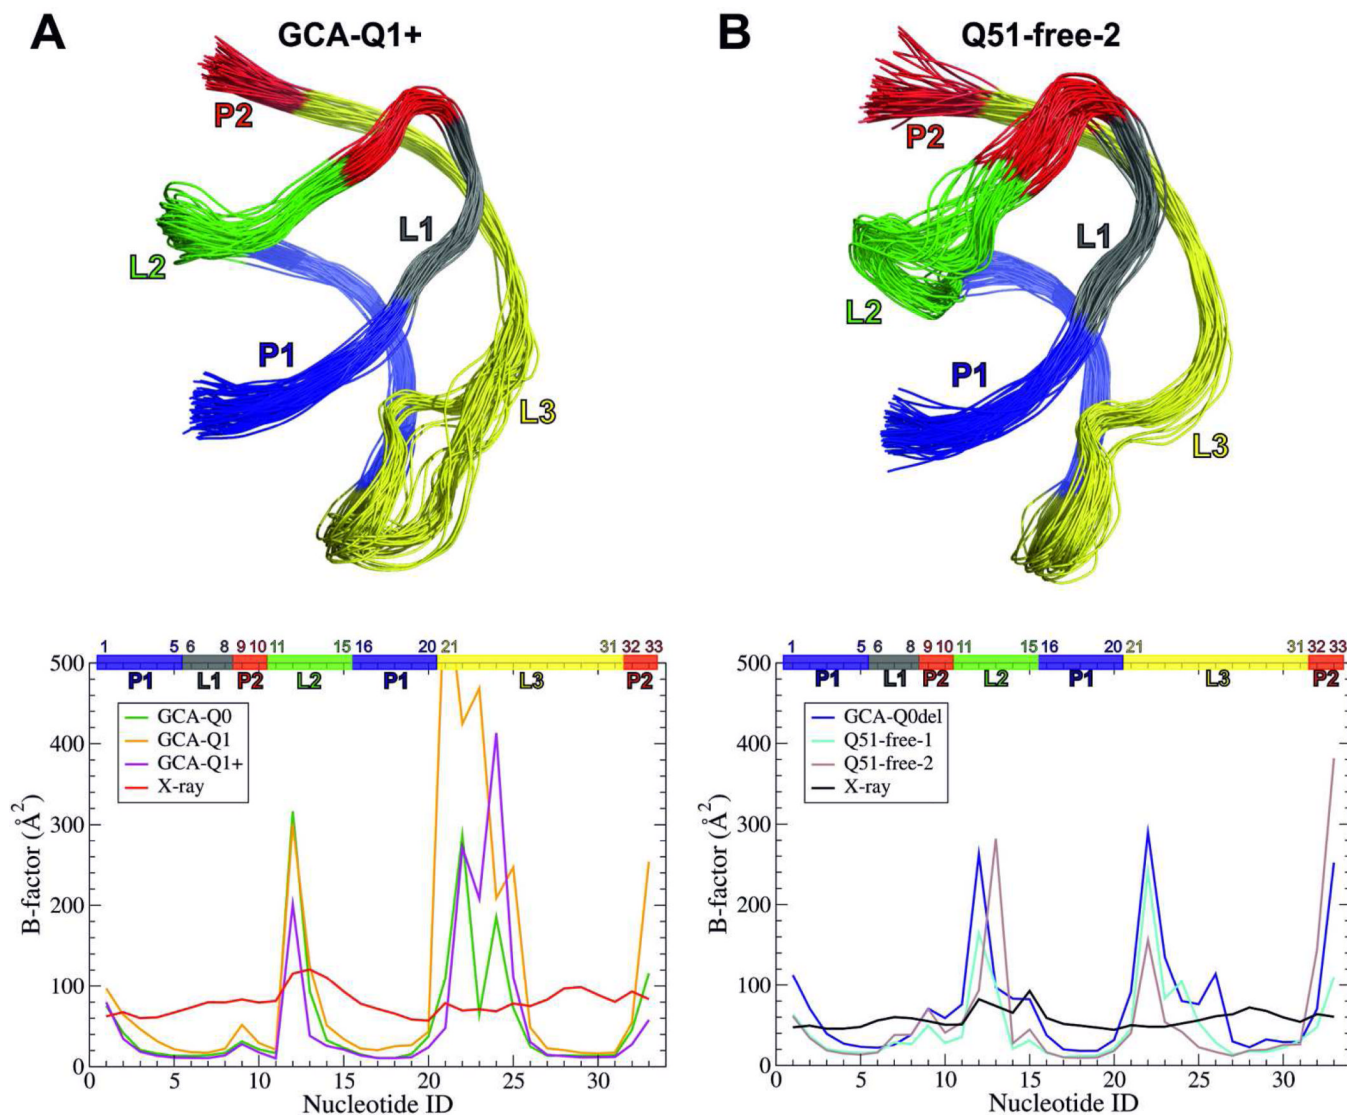 A
GCA-Q1+
P2
L1
L2
P1
L3
B
Q51-free-2
P2
L1
L2
P1
L3
1 5 6 8 9 10 11 15 16 20 21 31 32 33
P1 L1 P2 L2 P1 L3 P2
500
400
300
200
100
0
B-factor (Å²)
GCA-Q0
GCA-Q1
GCA-Q1+
X-ray
0 5 10 15 20 25 30
Nucleotide ID
1 5 6 8 9 10 11 15 16 20 21 31 32 33
P1 L1 P2 L2 P1 L3 P2
500
400
300
200
100
0
B-factor (Å²)
GCA-Q0del
Q51-free-1
Q51-free-2
X-ray
0 5 10 15 20 25 30
Nucleotide ID